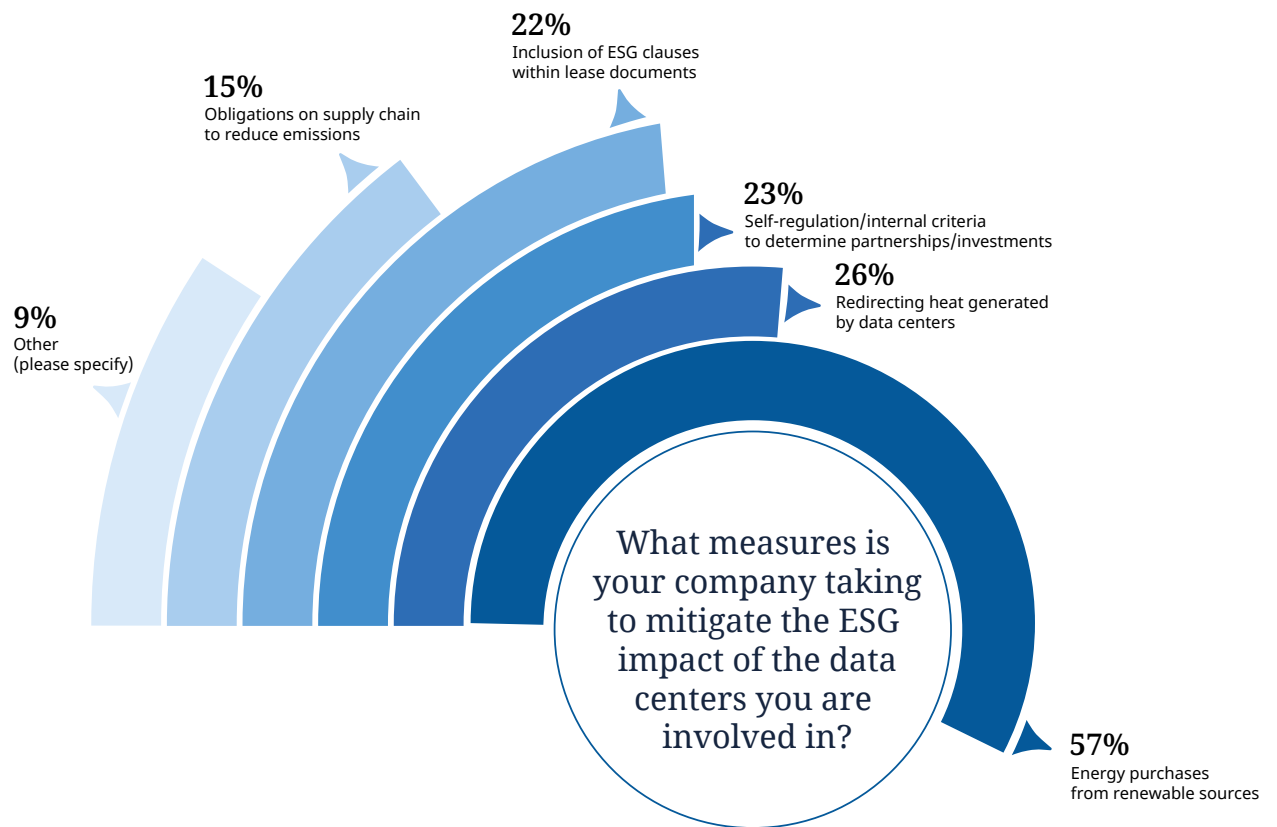 22%
Inclusion of ESG clauses
within lease documents
15%
Obligations on supply chain
to reduce emissions
23%
Self-regulation/internal criteria
to determine partnerships/investments
26%
Redirecting heat generated
by data centers
9%
Other
(please specify)
What measures is
your company taking
to mitigate the ESG
impact of the data
centers you are
involved in?
57%
Energy purchases
from renewable sources